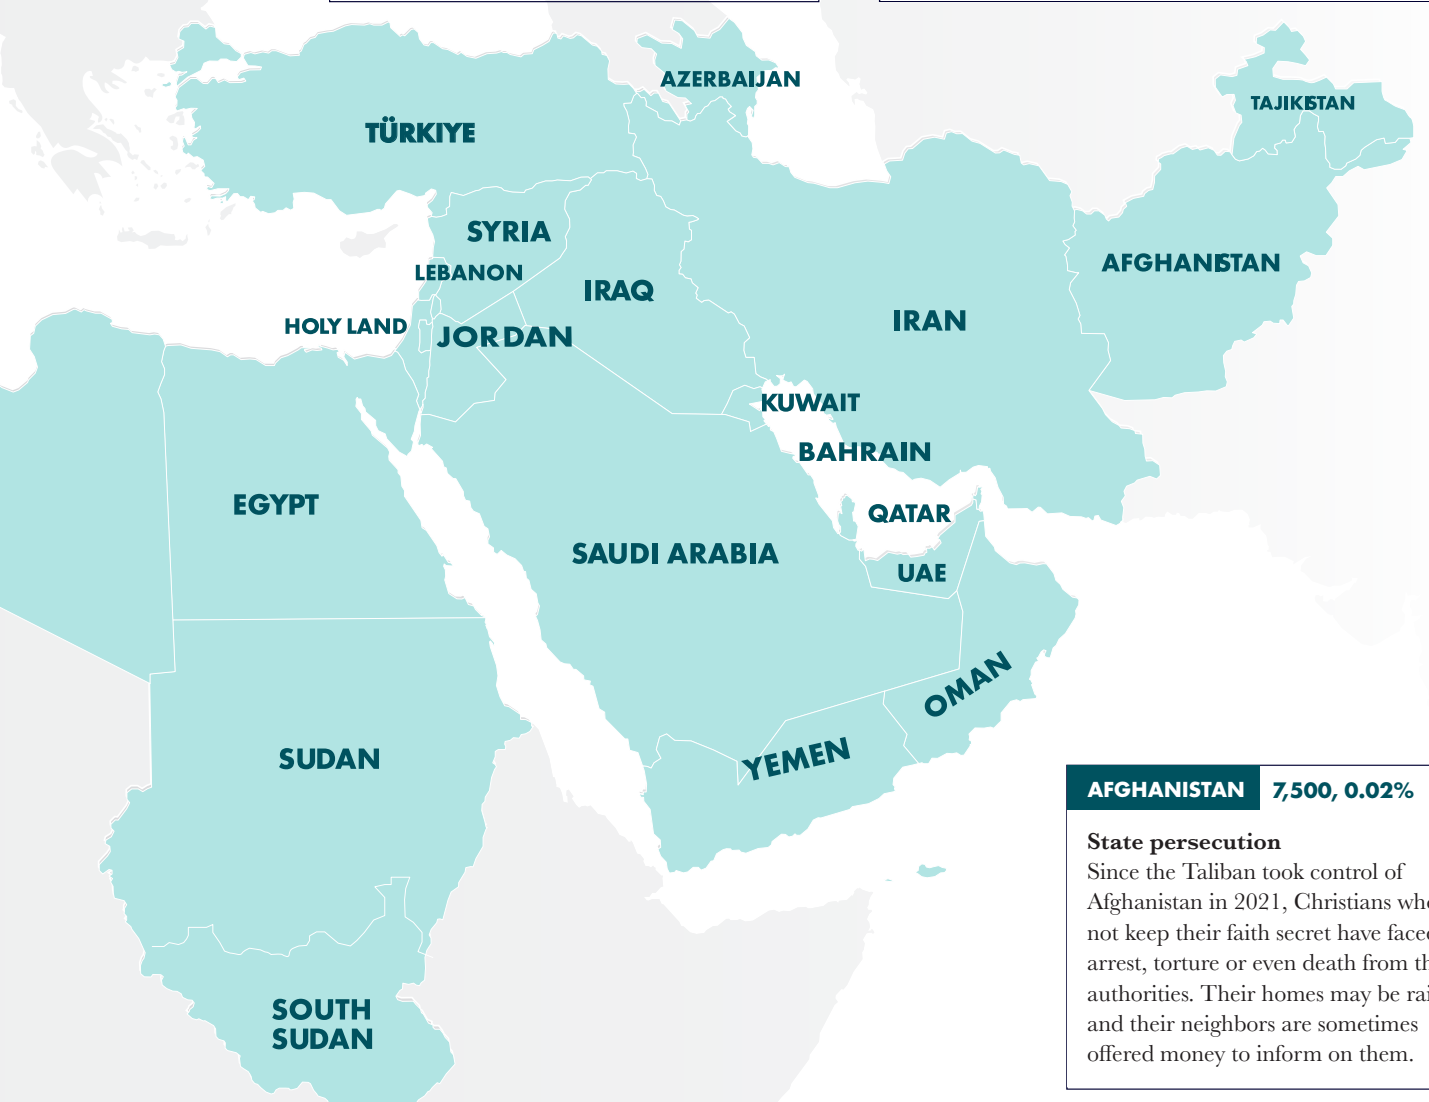 AZERBAIJAN
TAJIKISTAN
TÜRKIYE
SYRIA
AFGHANISTAN
LEBANON
IRAQ
IRAN
HOLY LAND
JORDAN
KUWAIT
BAHRAIN
EGYPT
QATAR
SAUDI ARABIA
UAE
OMAN
YEMEN
SUDAN
SOUTH
SUDAN
AFGHANISTAN 7,500, 0.02%
State persecution
Since the Taliban took control of
Afghanistan in 2021, Christians who
not keep their faith secret have faced
arrest, torture or even death from
authorities. Their homes may be
and their neighbors are sometimes
offered money to inform on them.